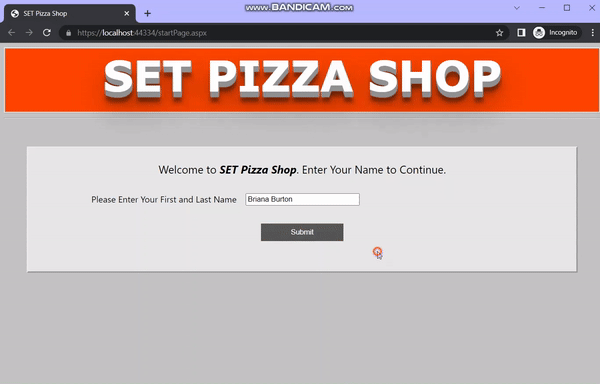 www.BANDICAM.com
SET Pizza Shop
https://localhost:44334/startPage.aspx
Incognito
SET PIZZA SHOP
Welcome to SET Pizza Shop. Enter Your Name to Continue.
Please Enter Your First and Last Name
Briana Burton
Submit